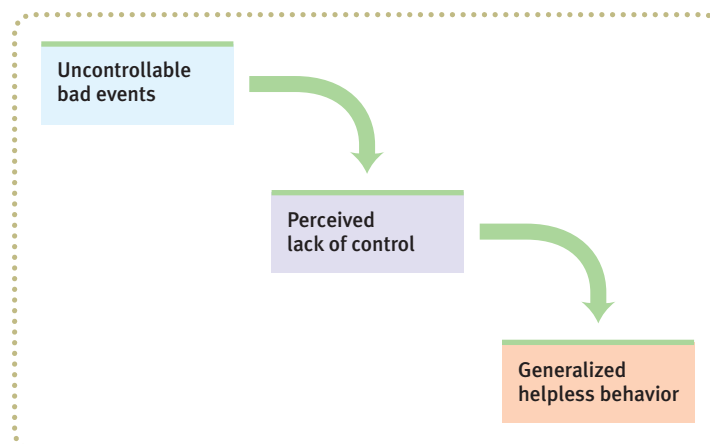 Uncontrollable
bad events
Perceived
lack of control
Generalized
helpless behavior